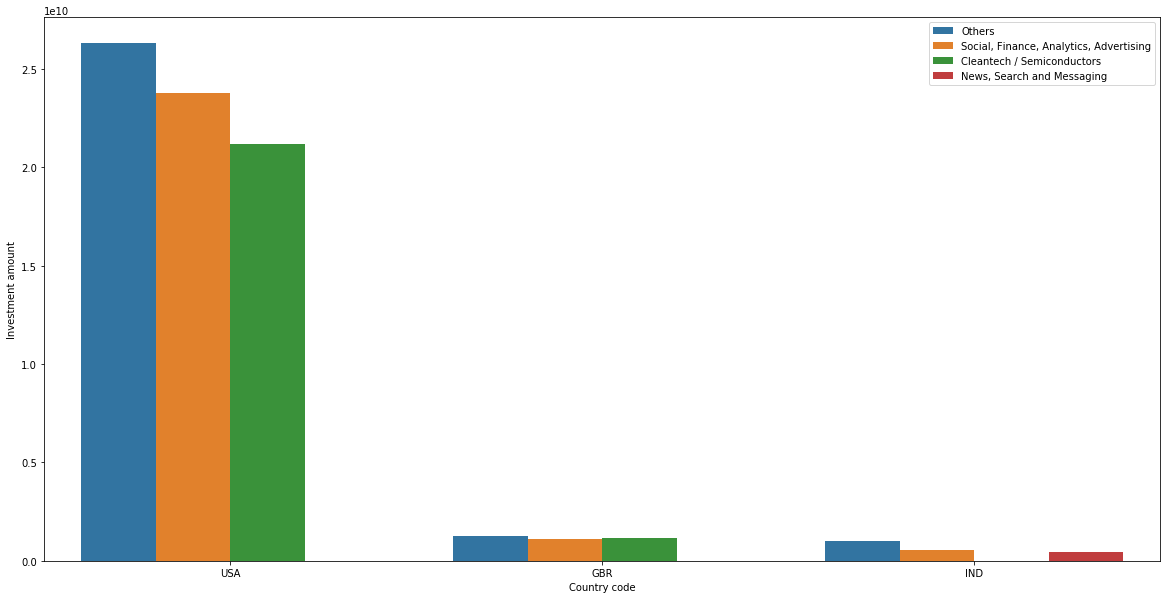 1e10
Others
Social, Finance, Analytics, Advertising
Cleantech / Semiconductors
News, Search and Messaging
2.5
2.0
1.5
1.0
0.5
0.0
Investment amount
USA GBR IND
Country code